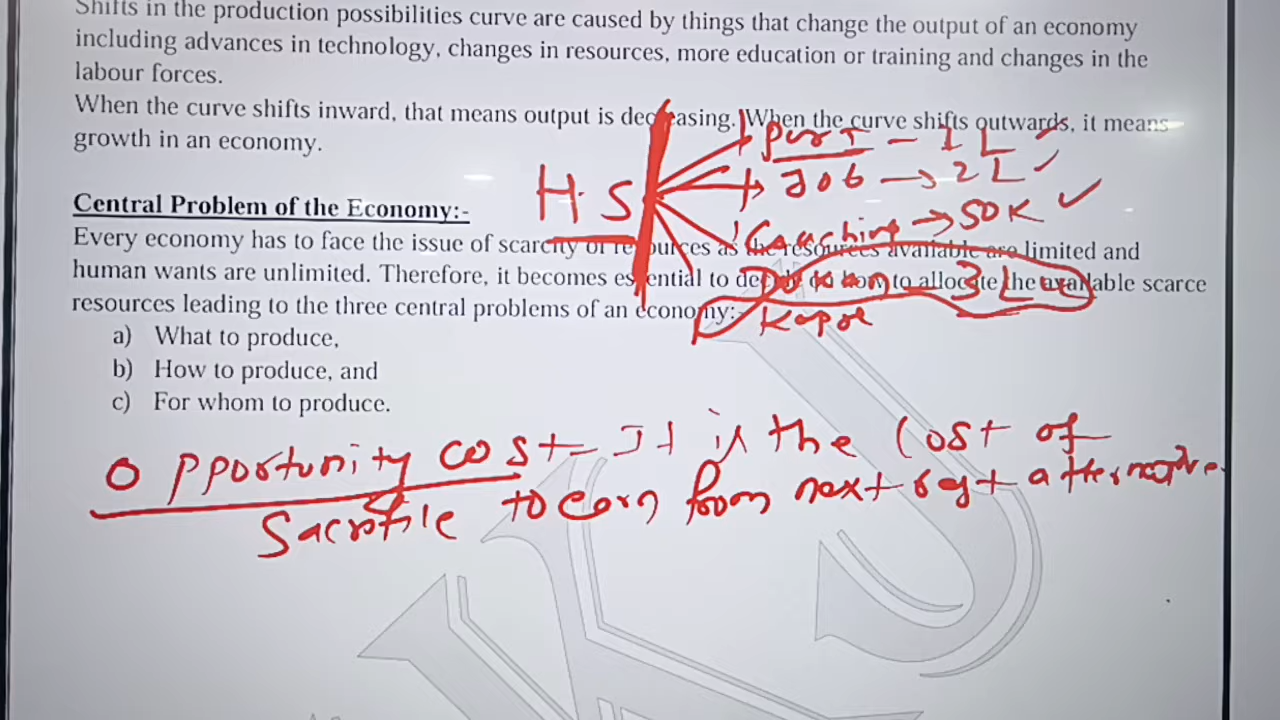 Shifts in the production possibilities curve are caused by things that change the output of an economy
including advances in technology, changes in resources, more education or training and changes in the
labour forces.
When the curve shifts inward, that means output is decreasing. When the curve shifts outwards, it means
growth in an economy.
H.S
- 1 L
Job → 2 L
Coaching → 50K
Dukan - 3L
Central Problem of the Economy:-
Every economy has to face the issue of scarcity of resources as the resources available are limited and
human wants are unlimited. Therefore, it becomes essential to decide on how to allocate the available scarce
resources leading to the three central problems of an economy:-
a) What to produce,
b) How to produce, and
c) For whom to produce.
Opportunity cost - It is the cost of
Sacrifile to earn from next best alternative.